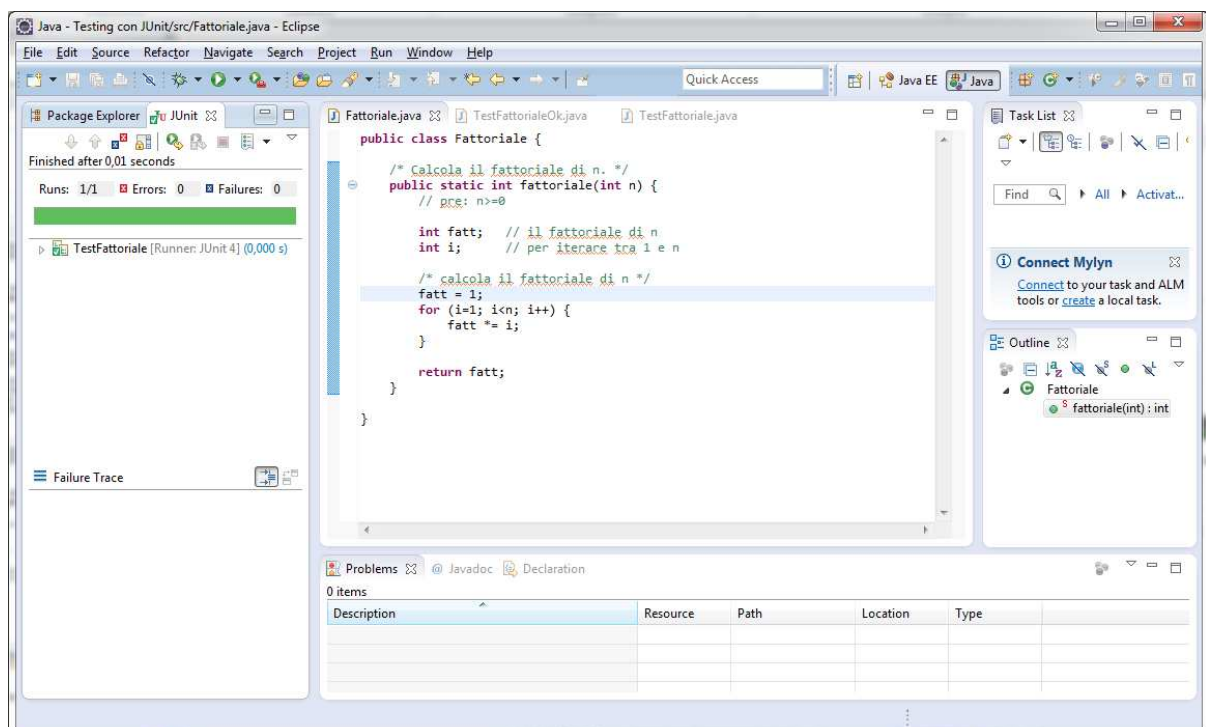 Java - Testing con JUnit/src/Fattoriale.java - Eclipse
File Edit Source Refactor Navigate Search Project Run Window Help
Quick Access Java EE Java
Package Explorer JUnit
Finished after 0,01 seconds
Runs: 1/1 Errors: 0 Failures: 0
TestFattoriale [Runner: JUnit 4] (0,000 s)
Failure Trace
Fattoriale.java TestFattorialeOk.java TestFattoriale.java
public class Fattoriale {
/* Calcola il fattoriale di n. */
public static int fattoriale(int n) {
// pre: n>=0
int fatt; // il fattoriale di n
int i; // per iterare tra 1 e n
/* calcola il fattoriale di n */
fatt = 1;
for (i=1; i<n; i++) {
fatt *= i;
}
return fatt;
}
}
Task List
Find All Activat...
Connect Mylyn
Connect to your task and ALM
tools or create a local task.
Outline
Fattoriale
fattoriale(int) : int
Problems @ Javadoc Declaration
0 items
Description Resource Path Location Type